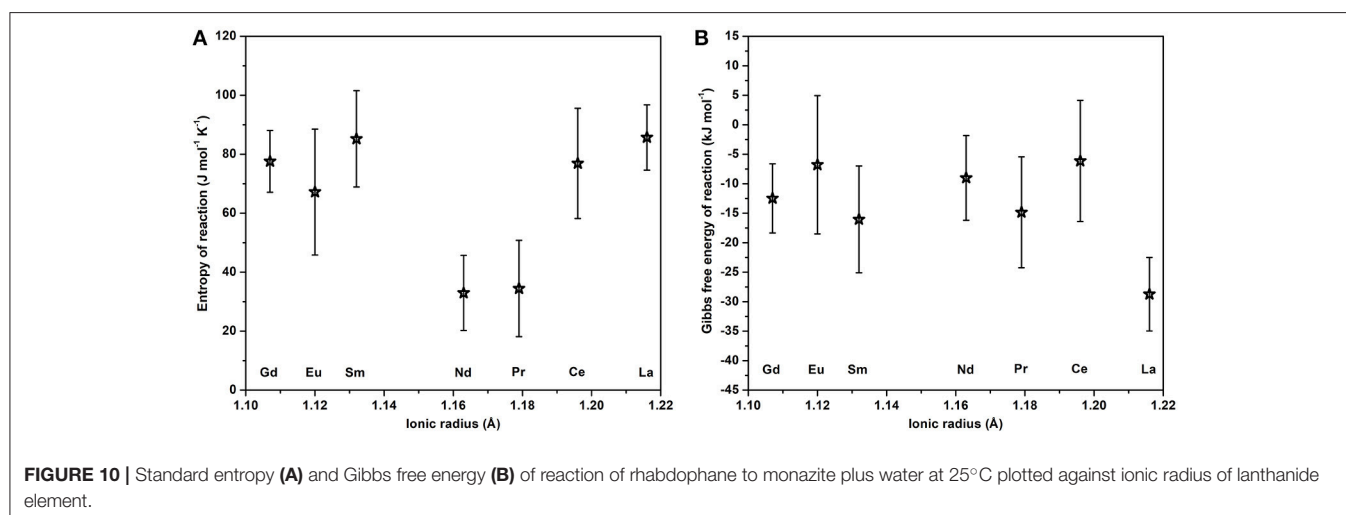 A
Entropy of reaction (J mol⁻¹ K⁻¹)
120
100
80
60
40
20
0
Gd Eu Sm Nd Pr Ce La
1.10 1.12 1.14 1.16 1.18 1.20 1.22
Ionic radius (Å)
B
Gibbs free energy of reaction (kJ mol⁻¹)
15
10
5
0
-5
-10
-15
-20
-25
-30
-35
-40
-45
Gd Eu Sm Nd Pr Ce La
1.10 1.12 1.14 1.16 1.18 1.20 1.22
Ionic radius (Å)
FIGURE 10 | Standard entropy (A) and Gibbs free energy (B) of reaction of rhabdophane to monazite plus water at 25°C plotted against ionic radius of lanthanide
element.